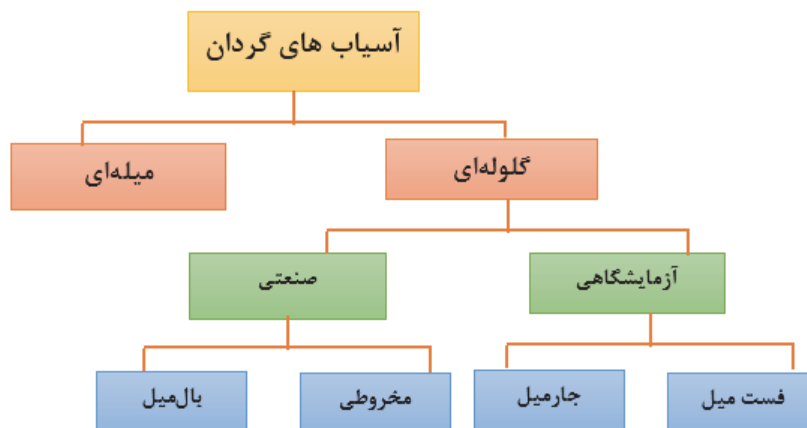 آسیاب های گردان
گلوله‌ای
میله‌ای
آزمایشگاهی
صنعتی
فست میل
جارمیل
مخروطی
بال‌میل